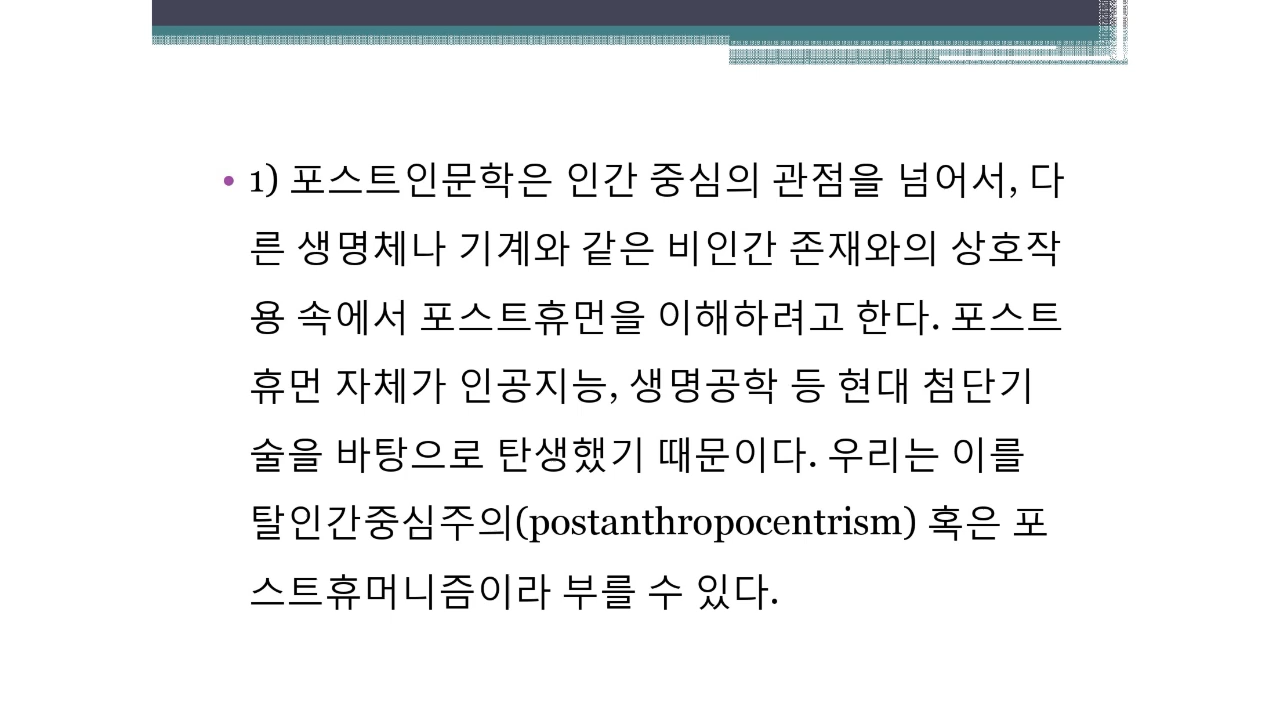 • 1) 포스트인문학은 인간 중심의 관점을 넘어서, 다
른 생명체나 기계와 같은 비인간 존재와의 상호작
용 속에서 포스트휴먼을 이해하려고 한다. 포스트
휴먼 자체가 인공지능, 생명공학 등 현대 첨단기
술을 바탕으로 탄생했기 때문이다. 우리는 이를
탈인간중심주의(postanthropocentrism) 혹은 포
스트휴머니즘이라 부를 수 있다.